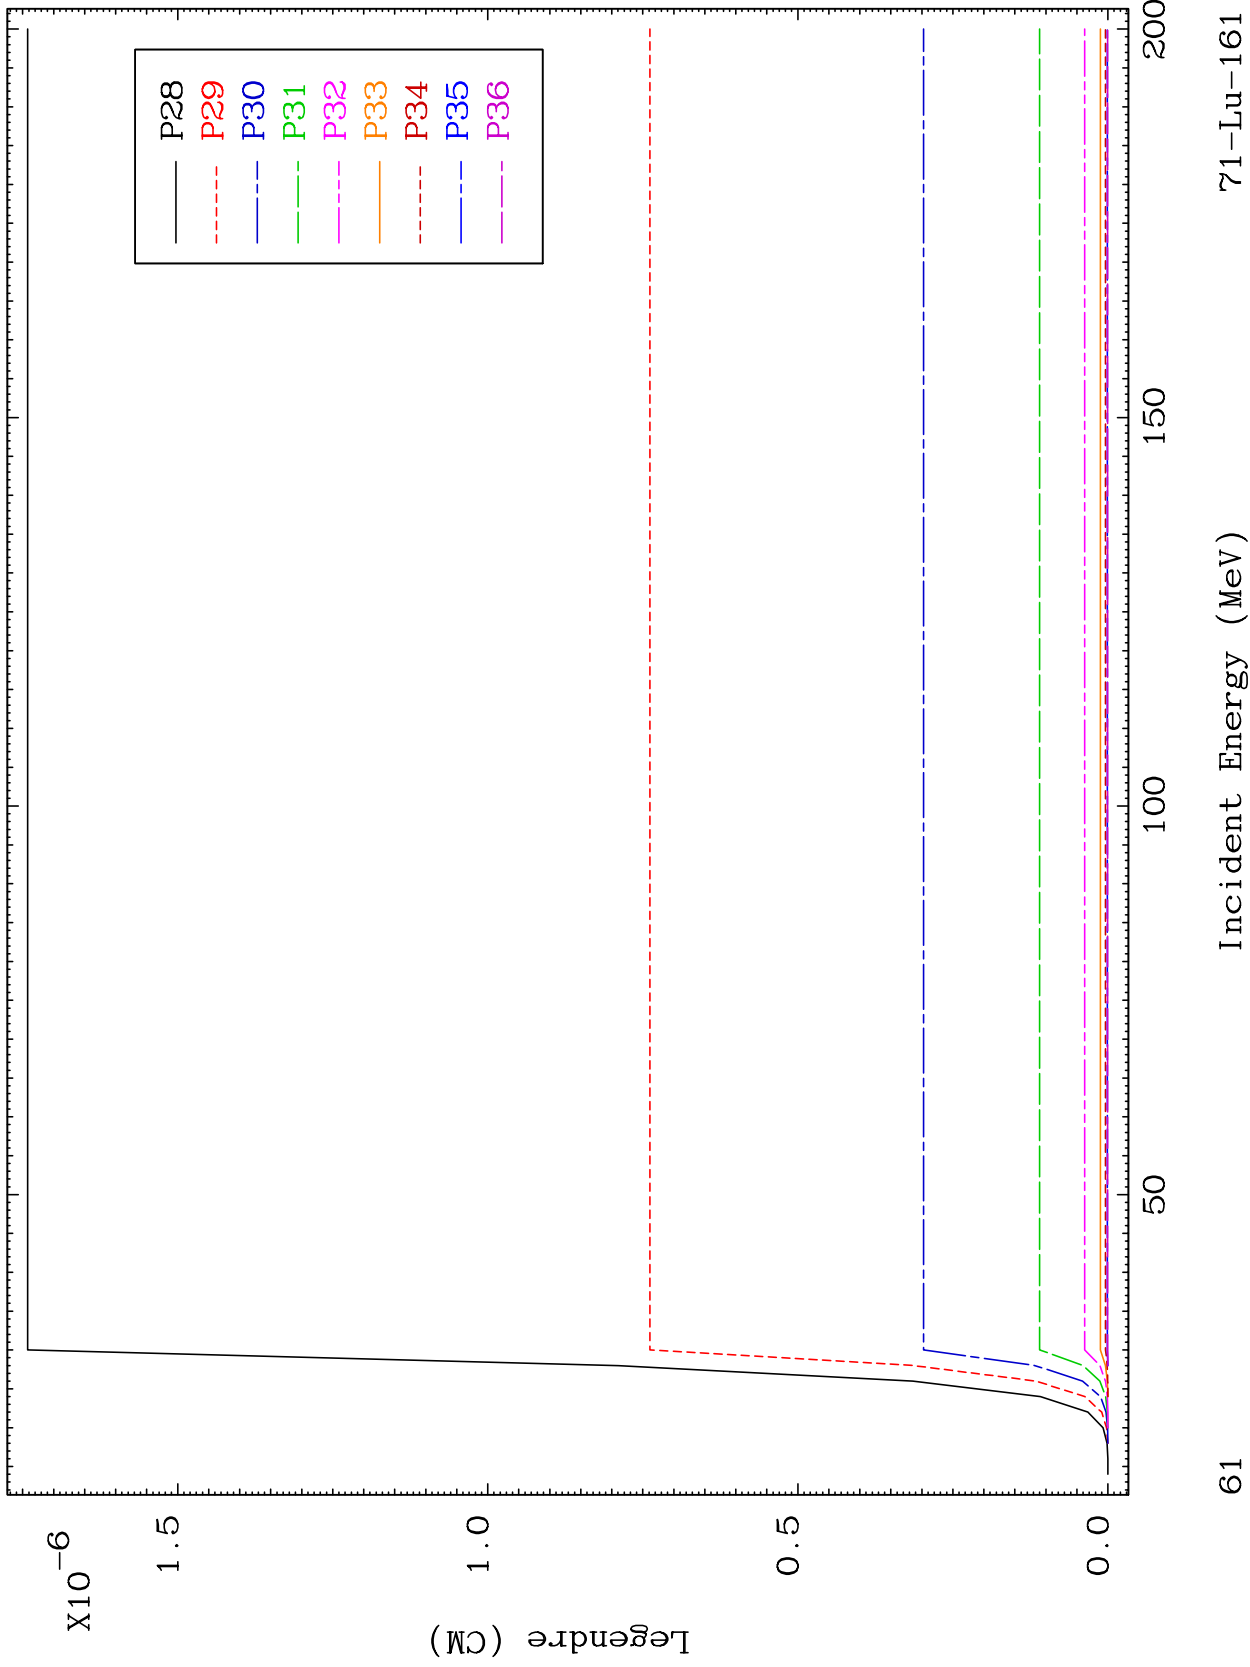 X10-6
Legendre (CM)
1.5
1.0
0.5
0.0
P28
P29
P30
P31
P32
P33
P34
P35
P36
50
100
150
200
61
Incident Energy (MeV)
71-Lu-161